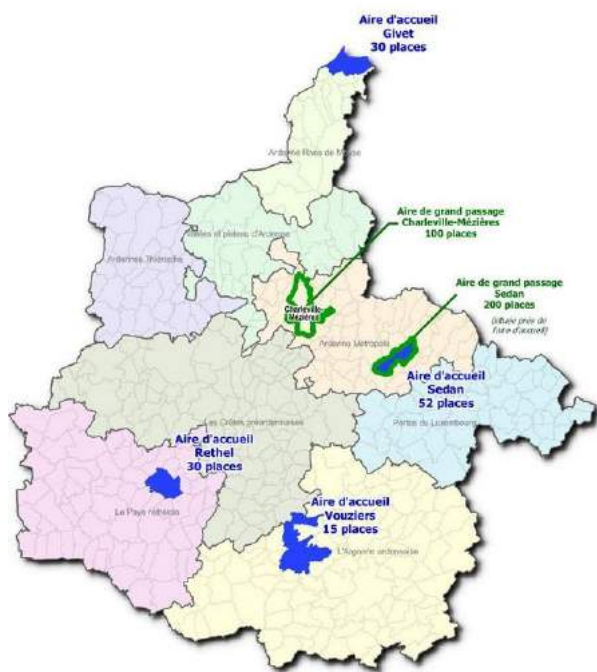 Aire d'accueil
Givet
30 places
Ardenne Rives de Meuse
Aire de grand passage
Charleville-Mézières
100 places
Vallées et plateau d'Ardenne
Ardennes Thiérache
Aire de grand passage
Sedan
200 places
(située près de
l'aire d'accueil)
Charleville
Mézières
Ardenne Métropole
Aire d'accueil
Sedan
52 places
Portes du Luxembourg
Les Crêtes préardennaises
Aire d'accueil
Rethel
30 places
Le Pays rethélois
Aire d'accueil
Vouziers
15 places
L'Argonne ardennaise